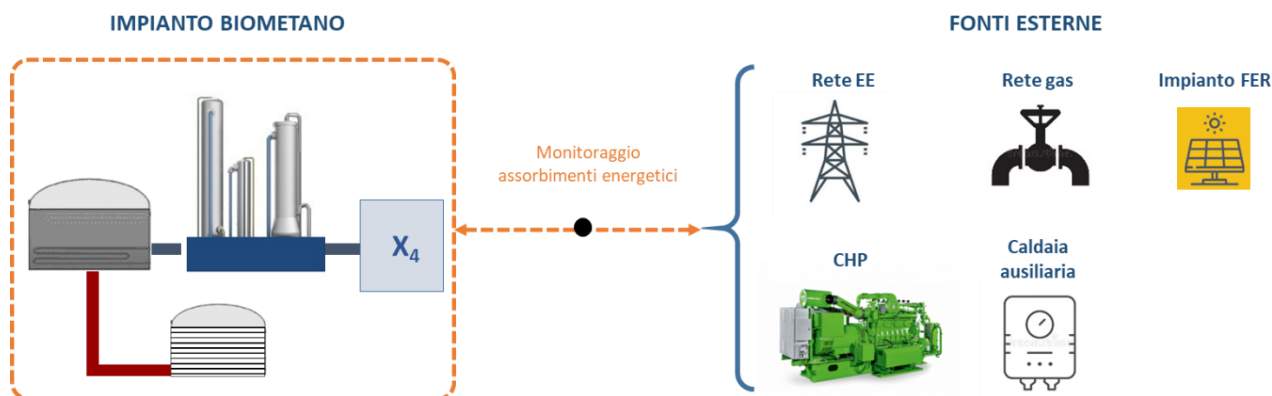 IMPIANTO BIOMETANO
FONTI ESTERNE
Rete EE
Rete gas
Impianto FER
Monitoraggio
assorbimenti energetici
X4
CHP
Caldaia
ausiliaria